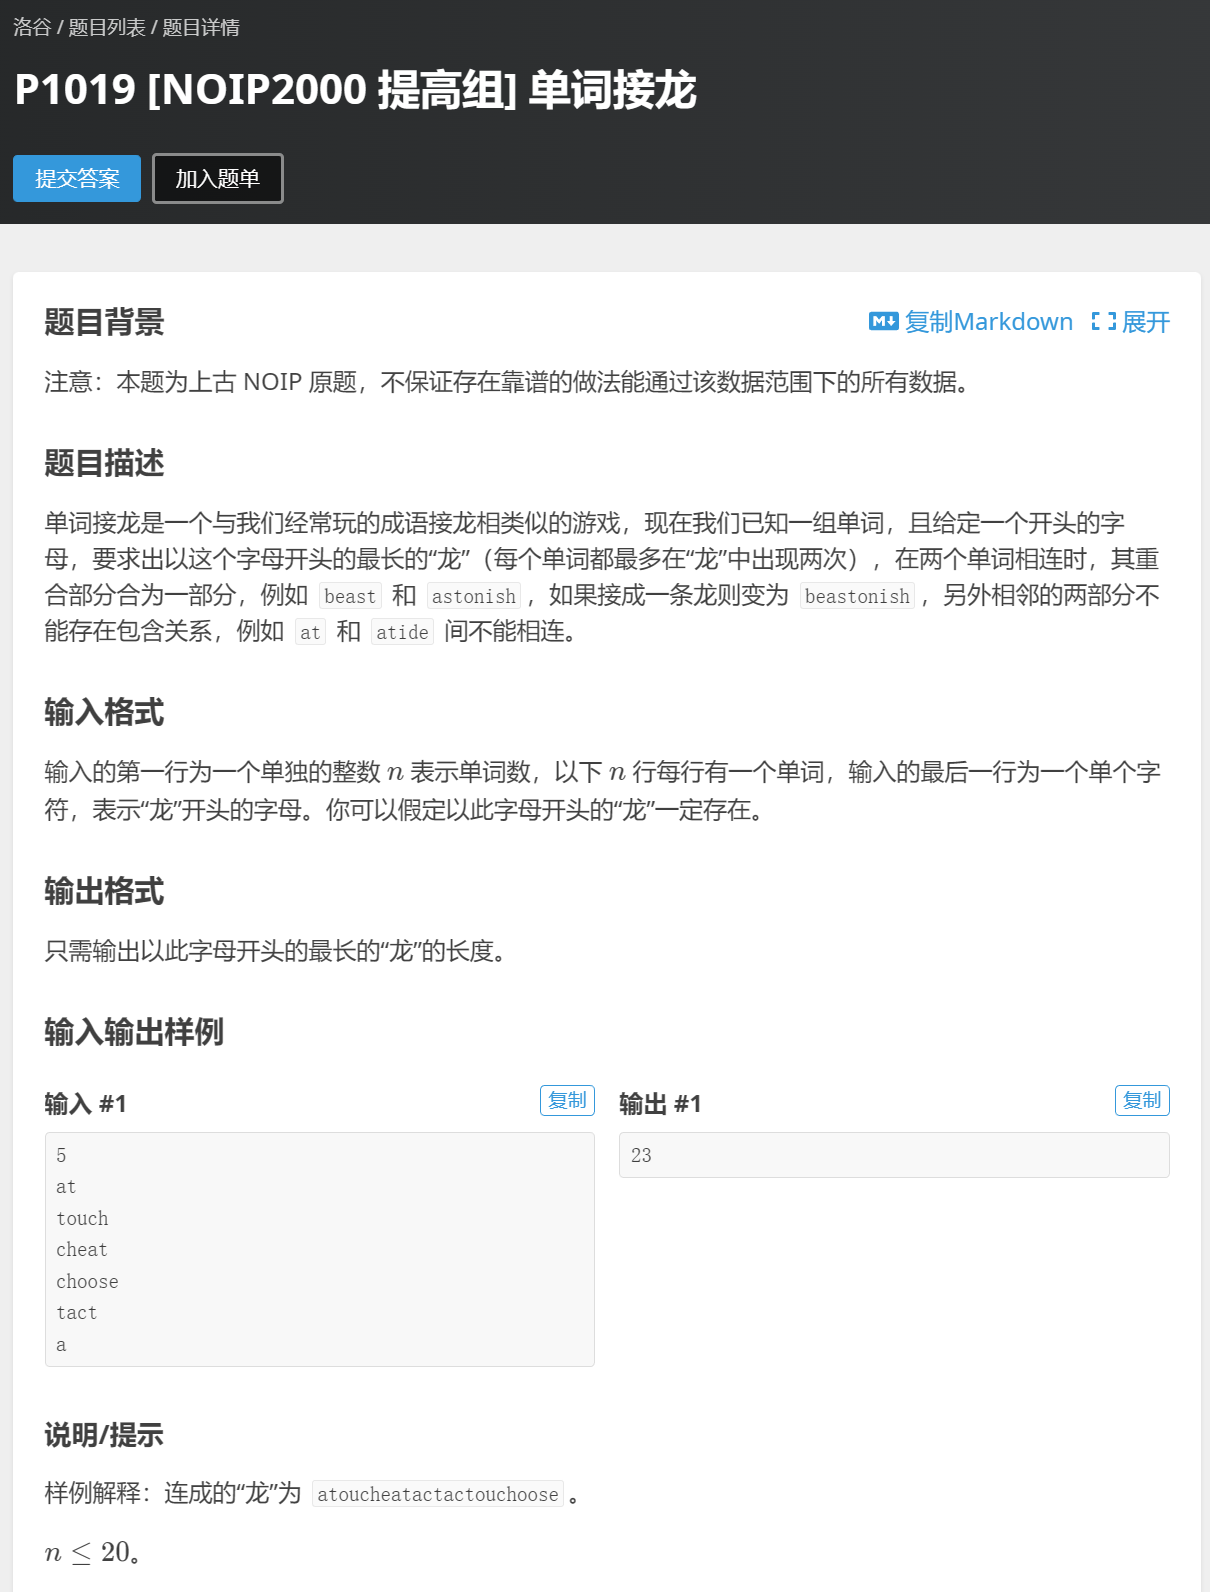 洛谷 / 题目列表 / 题目详情
P1019 [NOIP2000 提高组] 单词接龙
提交答案 加入题单
题目背景 复制Markdown 展开
注意：本题为上古 NOIP 原题，不保证存在靠谱的做法能通过该数据范围下的所有数据。
题目描述
单词接龙是一个与我们经常玩的成语接龙相类似的游戏，现在我们已知一组单词，且给定一个开头的字
母，要求出以这个字母开头的最长的“龙”（每个单词都最多在“龙”中出现两次），在两个单词相连时，其重
合部分合为一部分，例如 beast 和 astonish，如果接成一条龙则变为 beastonish，另外相邻的两部分不
能存在包含关系，例如 at 和 atide 间不能相连。
输入格式
输入的第一行为一个单独的整数 n 表示单词数，以下 n 行每行有一个单词，输入的最后一行为一个单个字
符，表示“龙”开头的字母。你可以假定以此字母开头的“龙”一定存在。
输出格式
只需输出以此字母开头的最长的“龙”的长度。
输入输出样例
输入 #1 复制 输出 #1 复制
5 23
at
touch
cheat
choose
tact
a
说明/提示
样例解释：连成的“龙”为 atoucheatactactouchoose。
n ≤ 20。